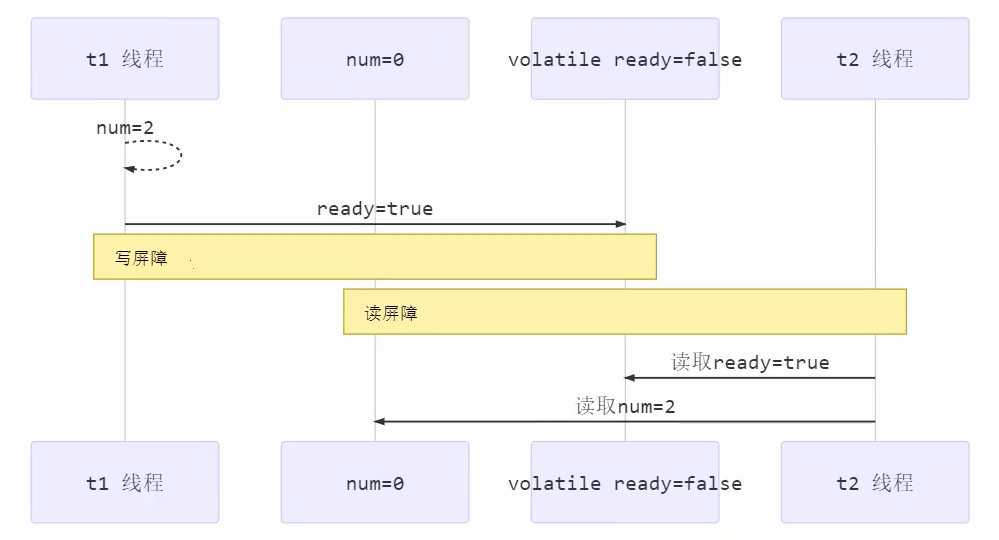 t1 线程
num=0
volatile ready=false
t2 线程
num=2
ready=true
写屏障
读屏障
读取ready=true
读取num=2
t1 线程
num=0
volatile ready=false
t2 线程